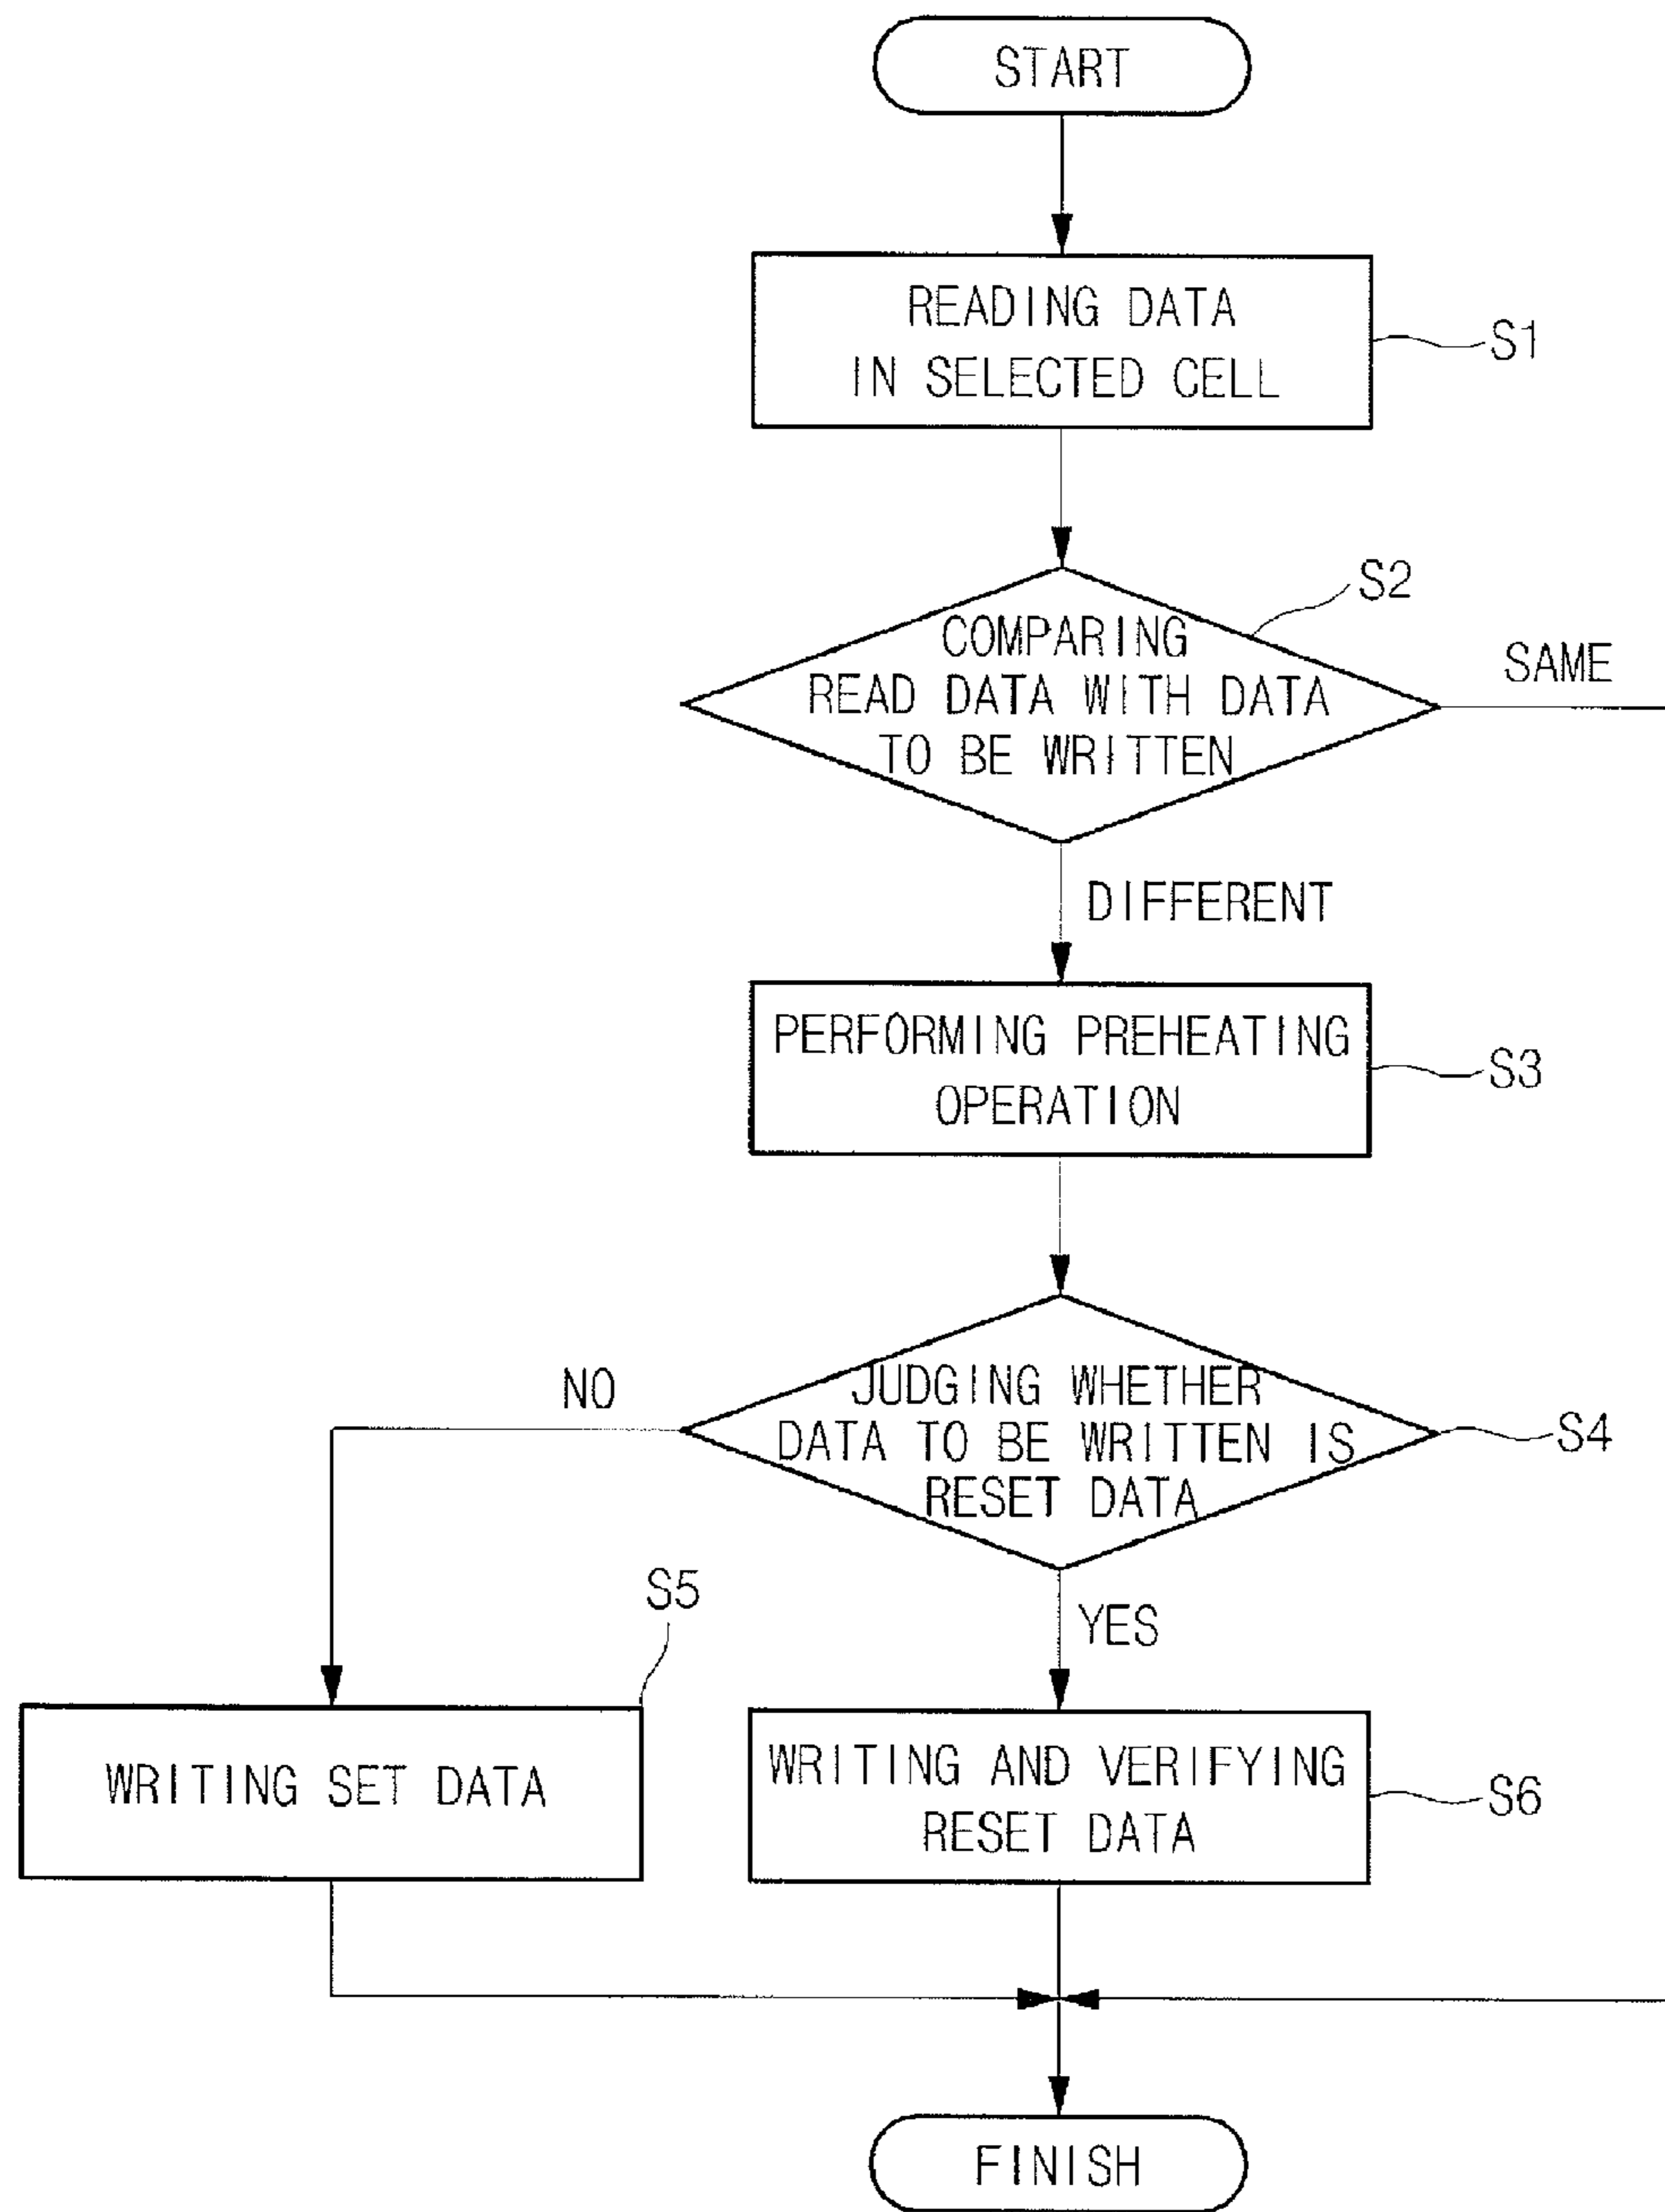 START
READING DATA
IN SELECTED CELL
S1
S2
COMPARING
READ DATA WITH DATA
TO BE WRITTEN
SAME
DIFFERENT
PERFORMING PREHEATING
OPERATION
S3
NO
JUDGING WHETHER
DATA TO BE WRITTEN IS
RESET DATA
S4
S5
YES
WRITING SET DATA
WRITING AND VERIFYING
RESET DATA
S6
FINISH